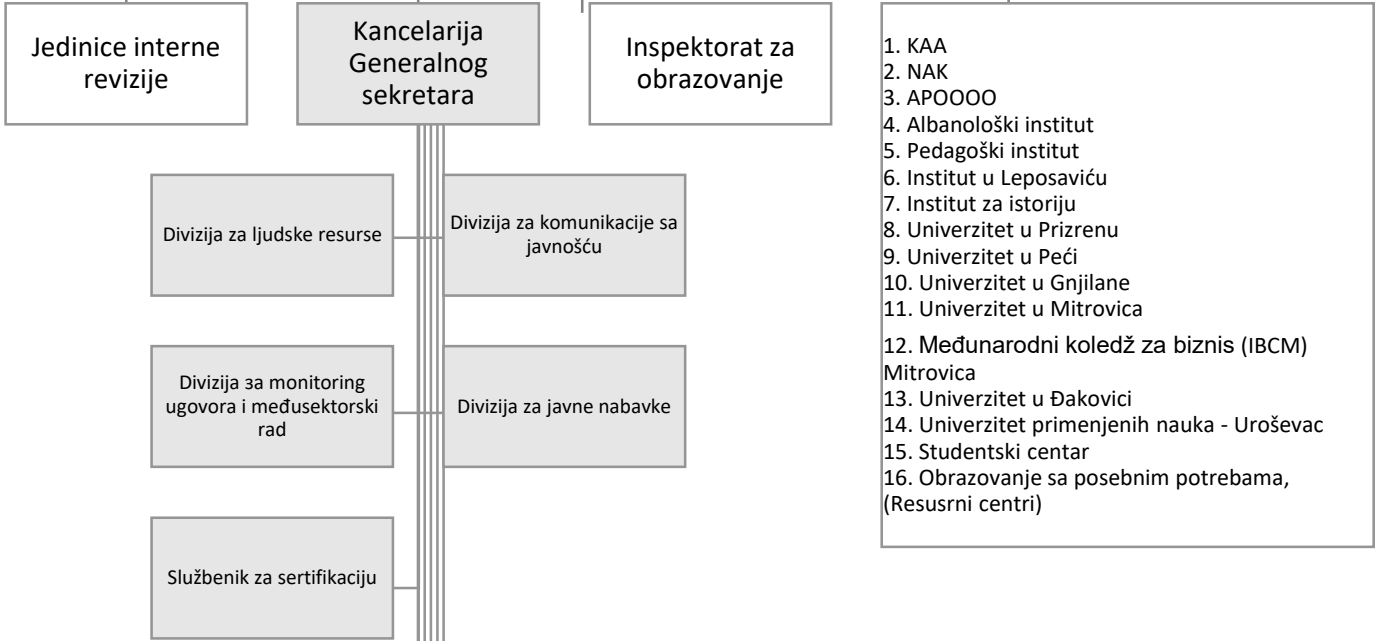 Jedinice interne
revizije
Kancelarija
Generalnog
sekretara
Inspektorat za
obrazovanje
Divizija za ljudske resurse
Divizija za komunikacije sa
javnošću
Divizija за monitoring
ugovora i međusektorski
rad
Divizija za javne nabavke
Službenik za sertifikaciju
1. KAA
2. NAK
3. APOOOO
4. Albanološki institut
5. Pedagoški institut
6. Institut u Leposaviću
7. Institut za istoriju
8. Univerzitet u Prizrenu
9. Univerzitet u Peći
10. Univerzitet u Gnjilane
11. Univerzitet u Mitrovica
12. Međunarodni koledž za biznis (IBCM)
Mitrovica
13. Univerzitet u Đakovici
14. Univerzitet primenjenih nauka - Uroševac
15. Studentski centar
16. Obrazovanje sa posebnim potrebama,
(Resusrni centri)